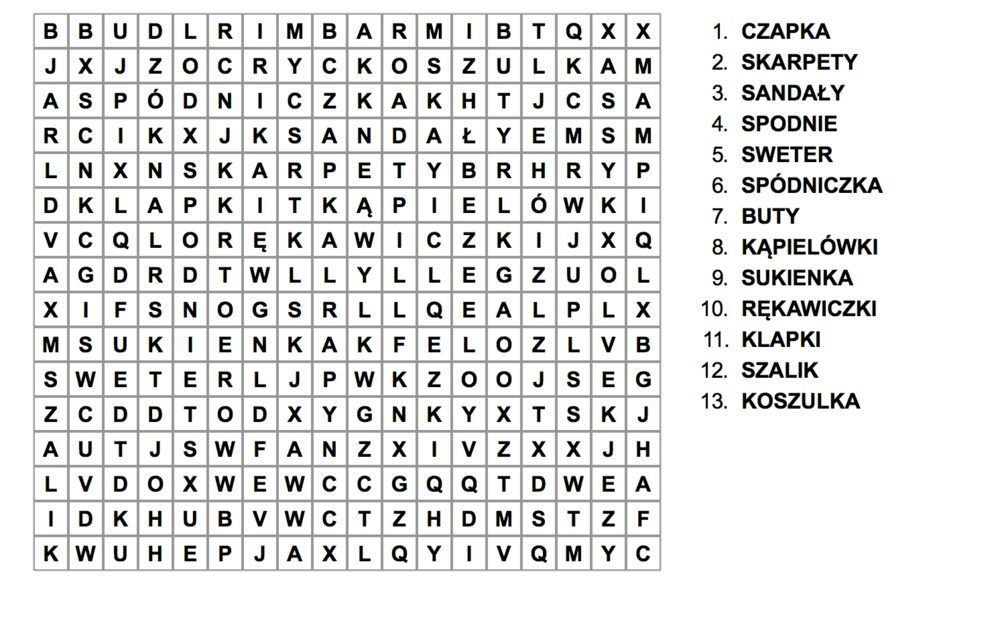 B B U D L R I M B A R M I B T Q X X
J X J Z O C R Y C K O S Z U L K A M
A S P Ó D N I C Z K A K H T J C S A
R C I K X J K S A N D A Ł Y E M S M
L N X N S K A R P E T Y B R H R Y P
D K L A P K I T K Ą P I E L Ó W K I
V C Q L O R Ę K A W I C Z K I J X Q
A G D R D T W L L Y L L E G Z U O L
X I F S N O G S R L L Q E A L P L X
M S U K I E N K A K F E L O Z L V B
S W E T E R L J P W K Z O O J S E G
Z C D D T O D X Y G N K Y X T S K J
A U T J S W F A N Z X I V Z X X J H
L V D O X W E W C C G Q Q T D W E A
I D K H U B V W C T Z H D M S T Z F
K W U H E P J A X L Q Y I V Q M Y C
1. CZAPKA
2. SKARPETY
3. SANDAŁY
4. SPODNIE
5. SWETER
6. SPÓDNICZKA
7. BUTY
8. KĄPIELÓWKI
9. SUKIENKA
10. RĘKAWICZKI
11. KLAPKI
12. SZALIK
13. KOSZULKA